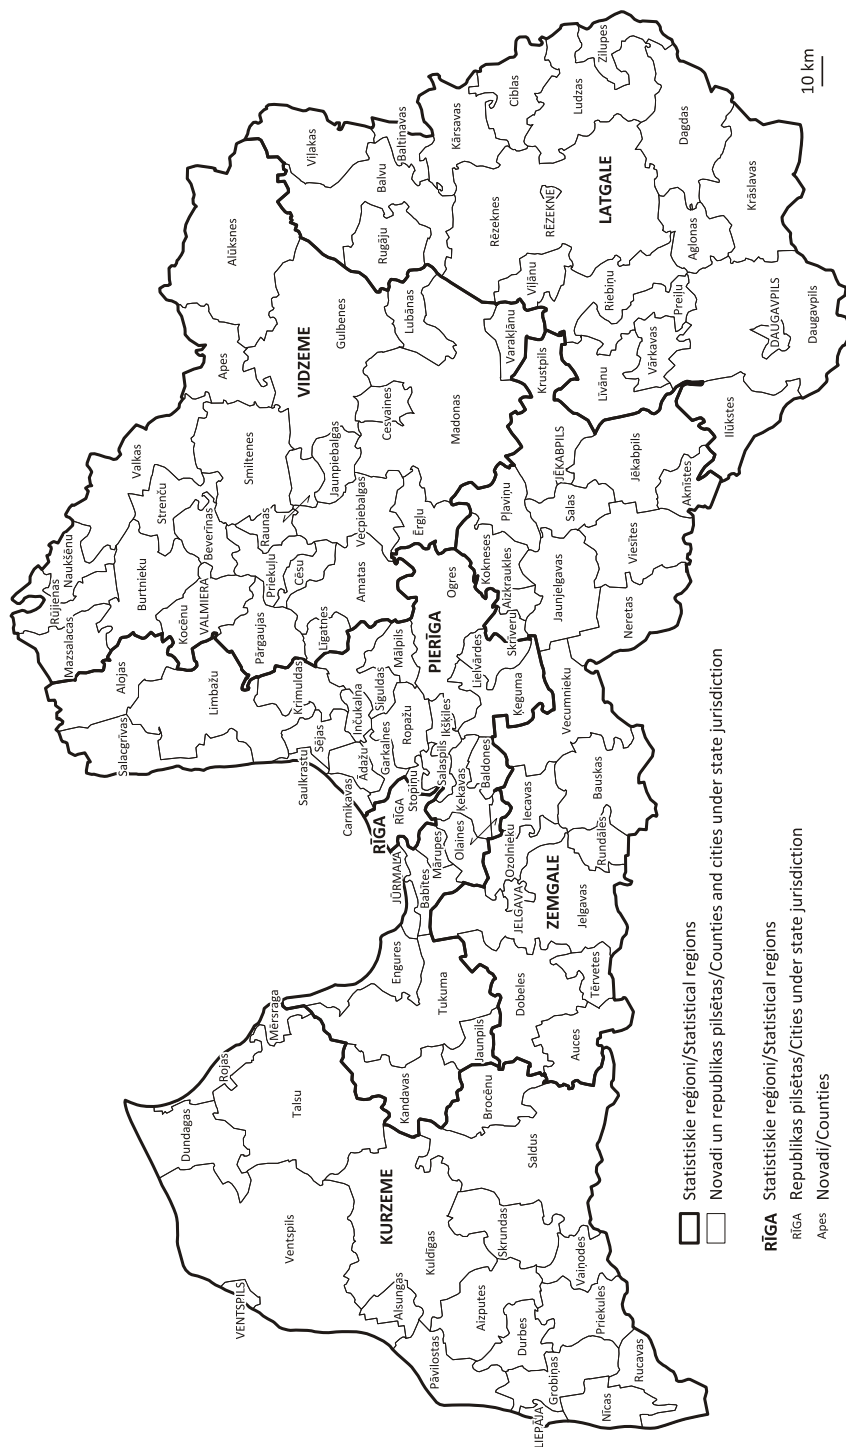 Mazsalacas
Rūjienas
Naukšēnu
Valkas
Burtnieku
Strenču
Kocēnu
VALMIERA
Beverīnas
Smiltenes
Apes
Alūksnes
Viļakas
Balvu
Baltinavas
Rugāju
Gulbenes
VIDZEME
Lubānas
Cesvaines
Madonas
Jaunpiebalgas
Vecpiebalgas
Ērgļu
Raunas
Priekuļu
Cēsu
Amatas
Pārgaujas
Līgatnes
Varakļānu
Salacgrīvas
Alojas
Limbažu
Krimuldas
Sējas
Saulkrastu
Inčukalna
Siguldas
Mālpils
Ādažu
Carnikavas
Garkalnes
Ropažu
PIERĪGA
Ogres
Lielvārdes
Ikšķiles
Ķeguma
Stopiņu
Salaspils
Ķekavas
Baldones
RĪGA
RĪGA
Mārupes
Olaines
Babītes
JŪRMALA
Engures
Tukuma
Jaunpils
Kandavas
Kārsavas
Ciblas
Ludzas
Zilupes
Rēzeknes
RĒZEKNE
LATGALE
Dagdas
Krāslavas
Aglonas
Viļānu
Riebiņu
Preiļu
Vārkavas
Līvānu
DAUGAVPILS
Daugavpils
Ilūkstes
Krustpils
JĒKABPILS
Jēkabpils
Aknīstes
Salas
Viesītes
Pļaviņu
Kokneses
Aizkraukles
Skrīveru
Jaunjelgavas
Neretas
Vecumnieku
Bauskas
Iecavas
Rundāles
Ozolnieku
JELGAVA
ZEMGALE
Jelgavas
Dobeles
Tērvetes
Auces
Mērsraga
Rojas
Talsu
Dundagas
Ventspils
VENTSPILS
KURZEME
Kuldīgas
Alsungas
Brocēnu
Saldus
Skrundas
Aizputes
Pāvilostas
Durbes
Vaiņodes
Priekules
Grobiņas
LIEPĀJA
Nīcas
Rucavas
10 km
Statistiskie reģioni/Statistical regions
Novadi un republikas pilsētas/Counties and cities under state jurisdiction
RĪGA Statistiskie reģioni/Statistical regions
RĪGA Republikas pilsētas/Cities under state jurisdiction
Apes Novadi/Counties